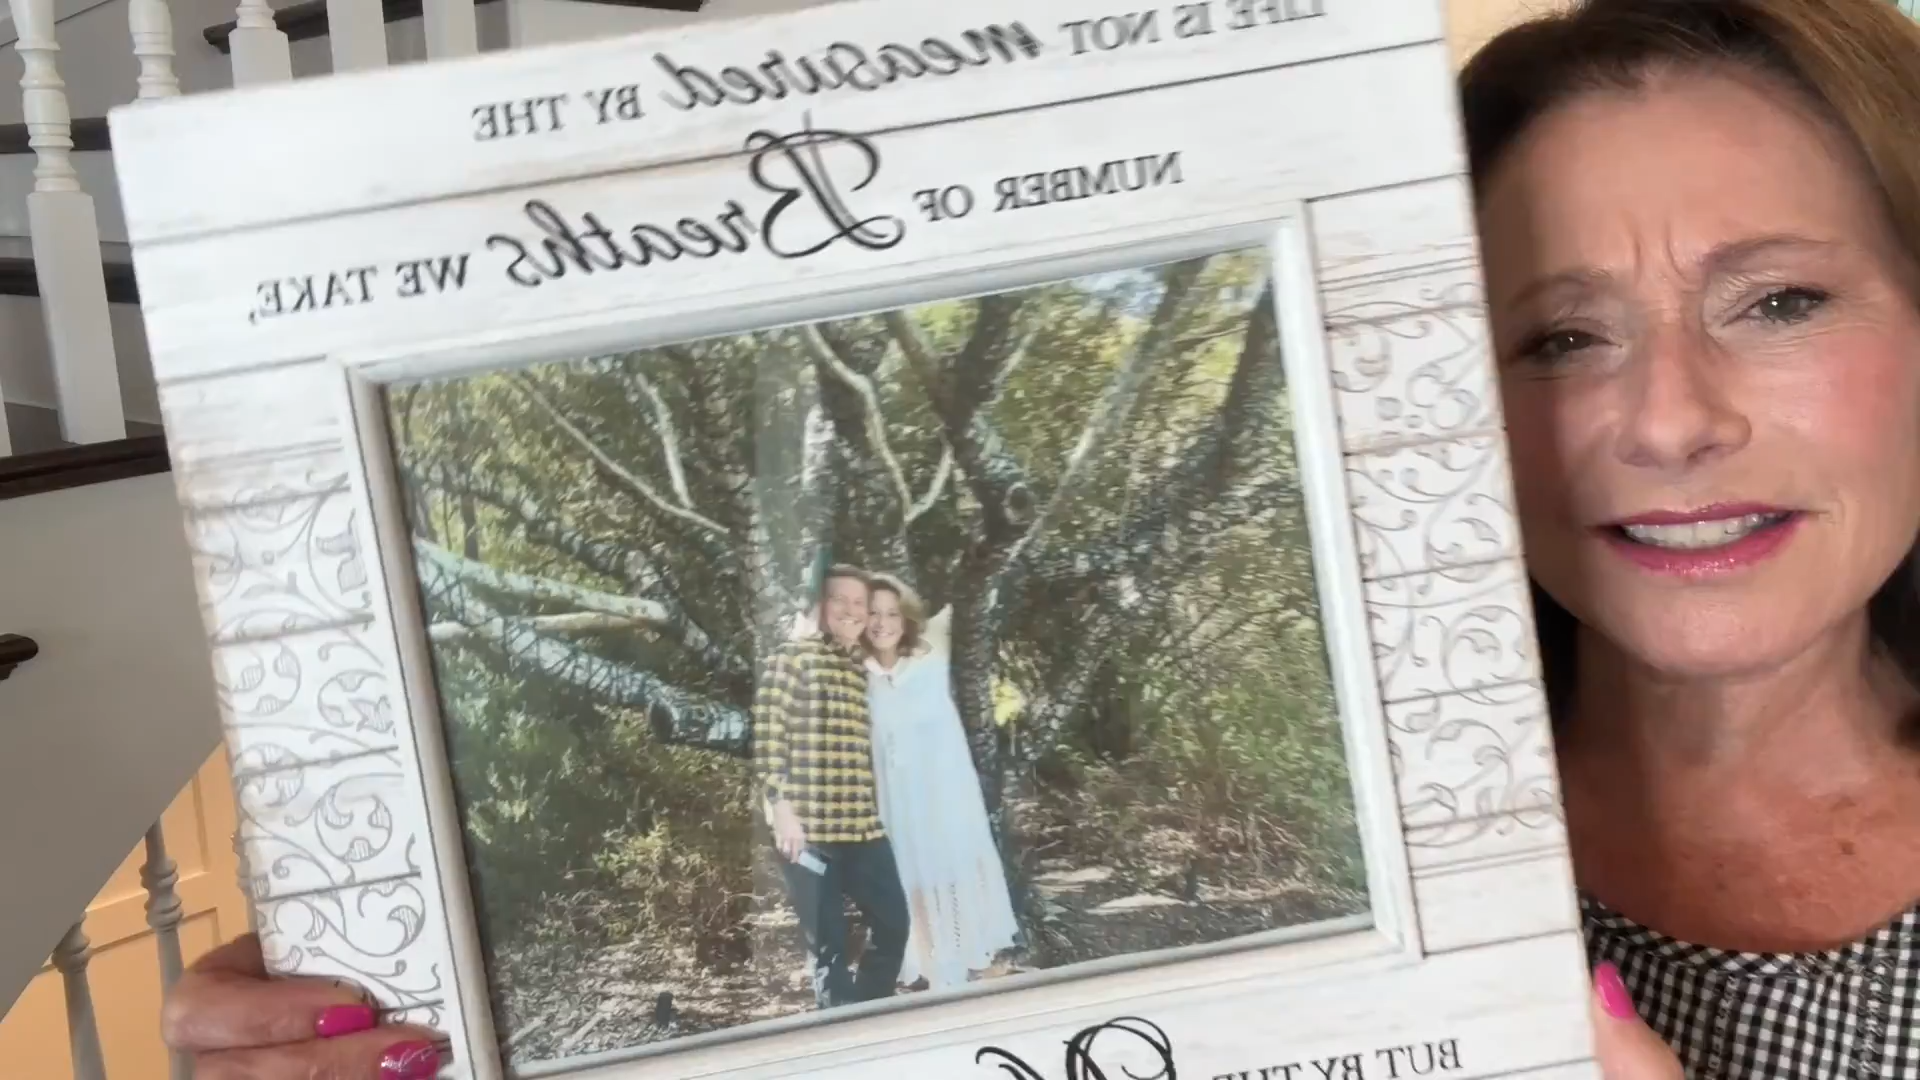 LIFE IS NOT measured BY THE
NUMBER OF Breaths WE TAKE,
BUT BY THE